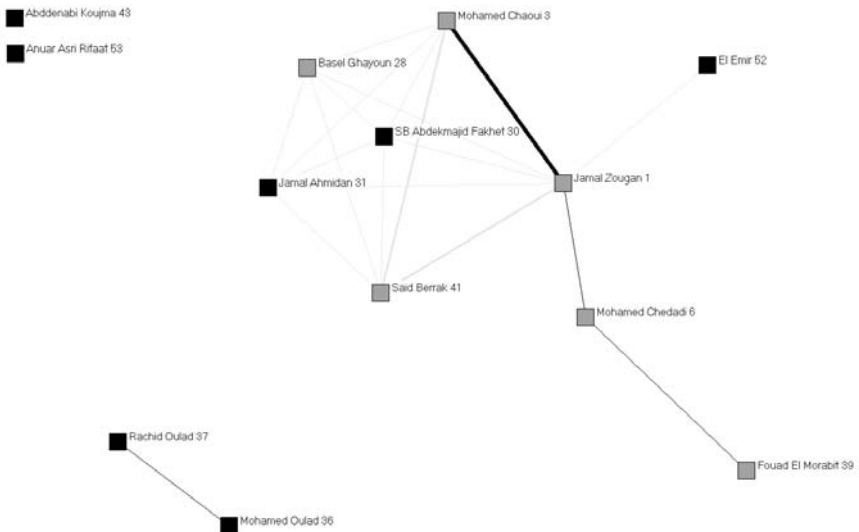 Abddenabi Koujma 43
Mohamed Chaoui 3
Anuar Asri Rifaat 53
Basel Ghayoun 28
El Emir 52
SB Abdekmajid Fakhet 30
Jamal Ahmidan 31
Jamal Zougan 1
Said Berrak 41
Mohamed Chedadi 6
Rachid Oulad 37
Fouad El Morabit 39
Mohamed Oulad 36